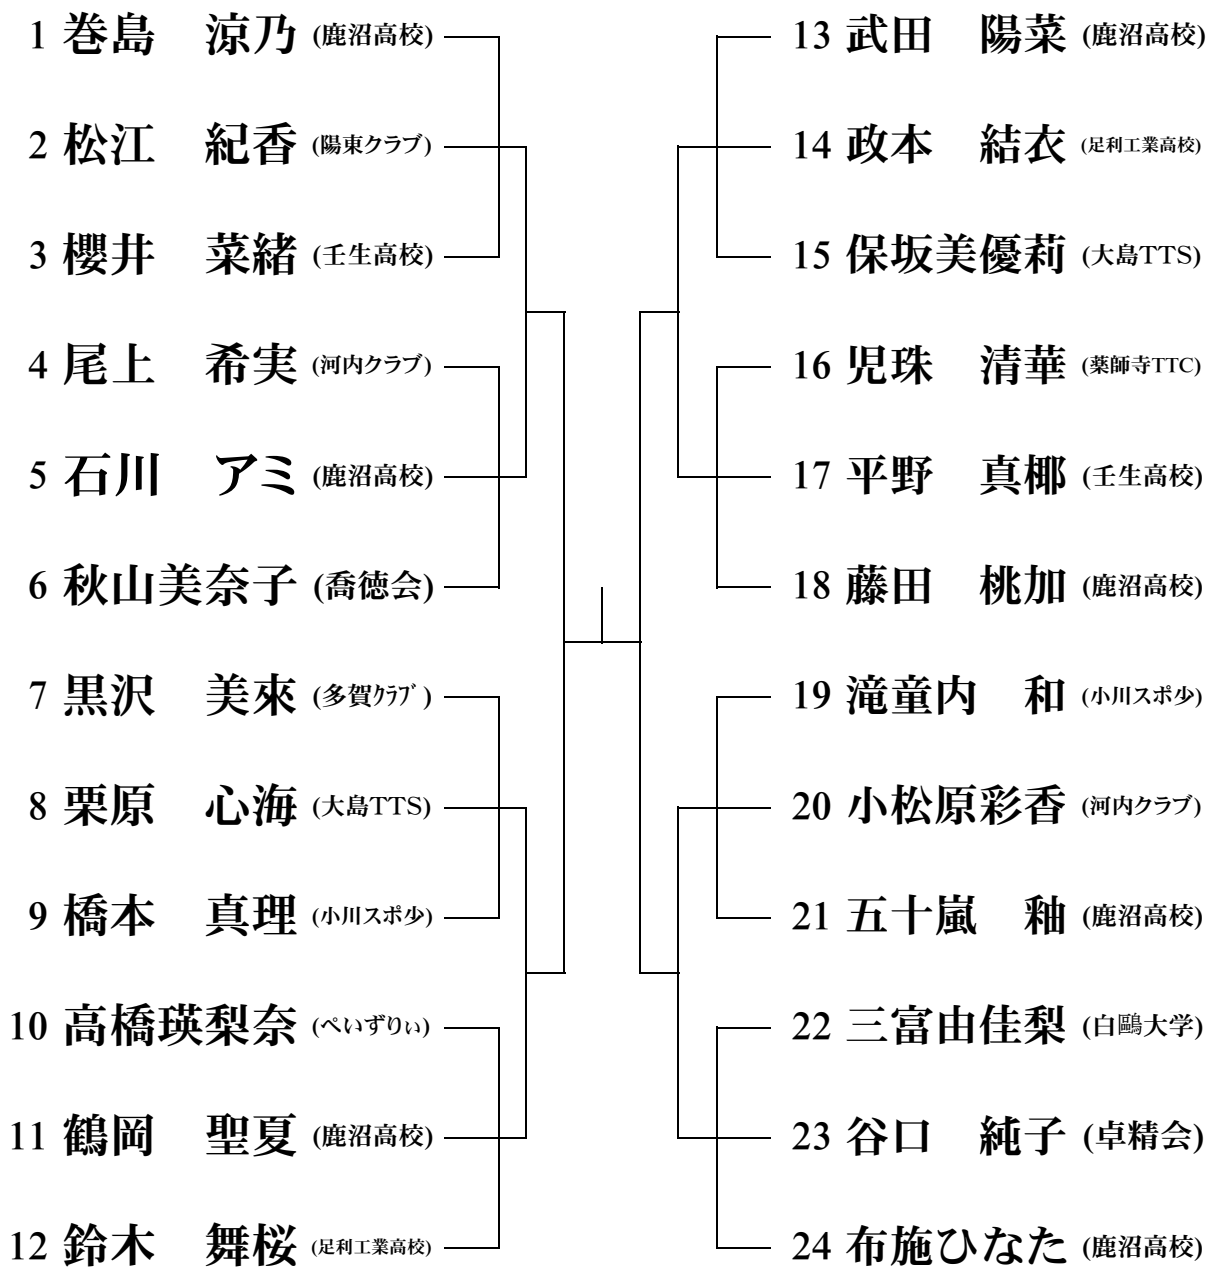 1 巻島　涼乃 (鹿沼高校)
2 松江　紀香 (陽東クラブ)
3 櫻井　菜緒 (壬生高校)
4 尾上　希実 (河内クラブ)
5 石川　アミ (鹿沼高校)
6 秋山美奈子 (喬徳会)
7 黒沢　美來 (多賀ｸﾗﾌﾞ)
8 栗原　心海 (大島TTS)
9 橋本　真理 (小川スポ少)
10 高橋瑛梨奈 (ぺいずりぃ)
11 鶴岡　聖夏 (鹿沼高校)
12 鈴木　舞桜 (足利工業高校)
13 武田　陽菜 (鹿沼高校)
14 政本　結衣 (足利工業高校)
15 保坂美優莉 (大島TTS)
16 児珠　清華 (薬師寺TTC)
17 平野　真梛 (壬生高校)
18 藤田　桃加 (鹿沼高校)
19 滝童内　和 (小川スポ少)
20 小松原彩香 (河内クラブ)
21 五十嵐　釉 (鹿沼高校)
22 三富由佳梨 (白鷗大学)
23 谷口　純子 (卓精会)
24 布施ひなた (鹿沼高校)